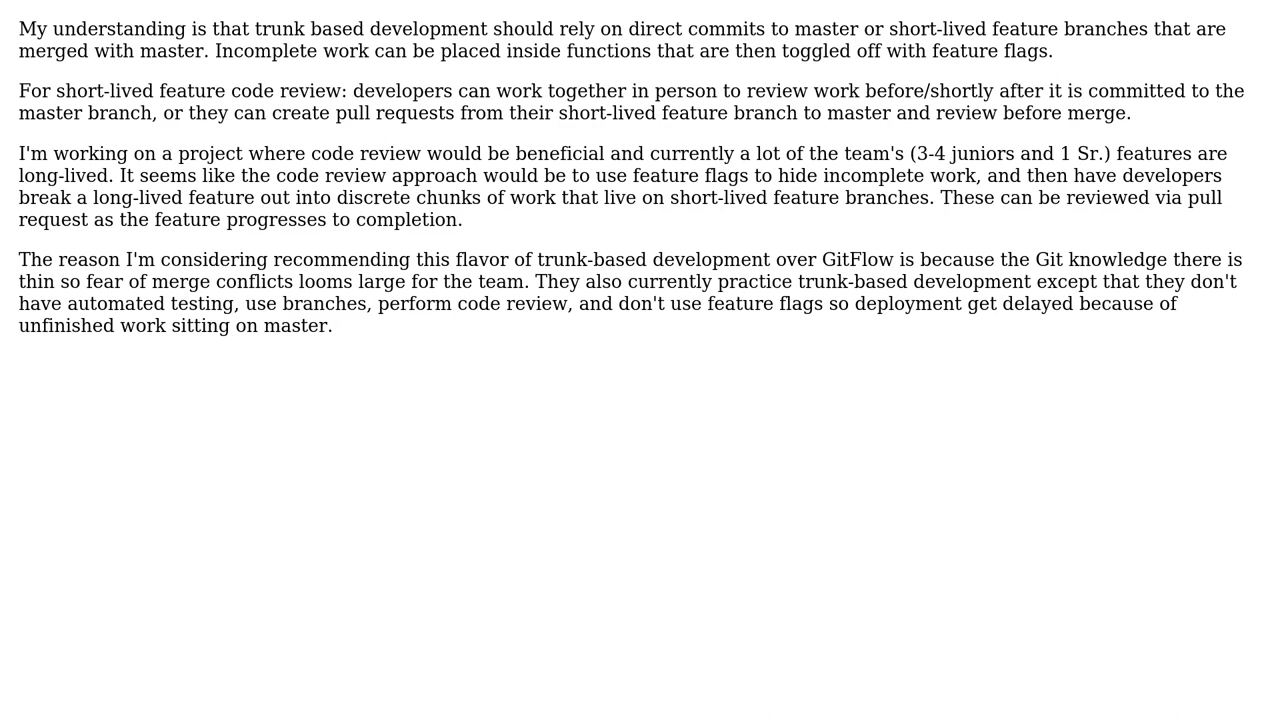 My understanding is that trunk based development should rely on direct commits to master or short-lived feature branches that are
merged with master. Incomplete work can be placed inside functions that are then toggled off with feature flags.
For short-lived feature code review: developers can work together in person to review work before/shortly after it is committed to the
master branch, or they can create pull requests from their short-lived feature branch to master and review before merge.
I'm working on a project where code review would be beneficial and currently a lot of the team's (3-4 juniors and 1 Sr.) features are
long-lived. It seems like the code review approach would be to use feature flags to hide incomplete work, and then have developers
break a long-lived feature out into discrete chunks of work that live on short-lived feature branches. These can be reviewed via pull
request as the feature progresses to completion.
The reason I'm considering recommending this flavor of trunk-based development over GitFlow is because the Git knowledge there is
thin so fear of merge conflicts looms large for the team. They also currently practice trunk-based development except that they don't
have automated testing, use branches, perform code review, and don't use feature flags so deployment get delayed because of
unfinished work sitting on master.